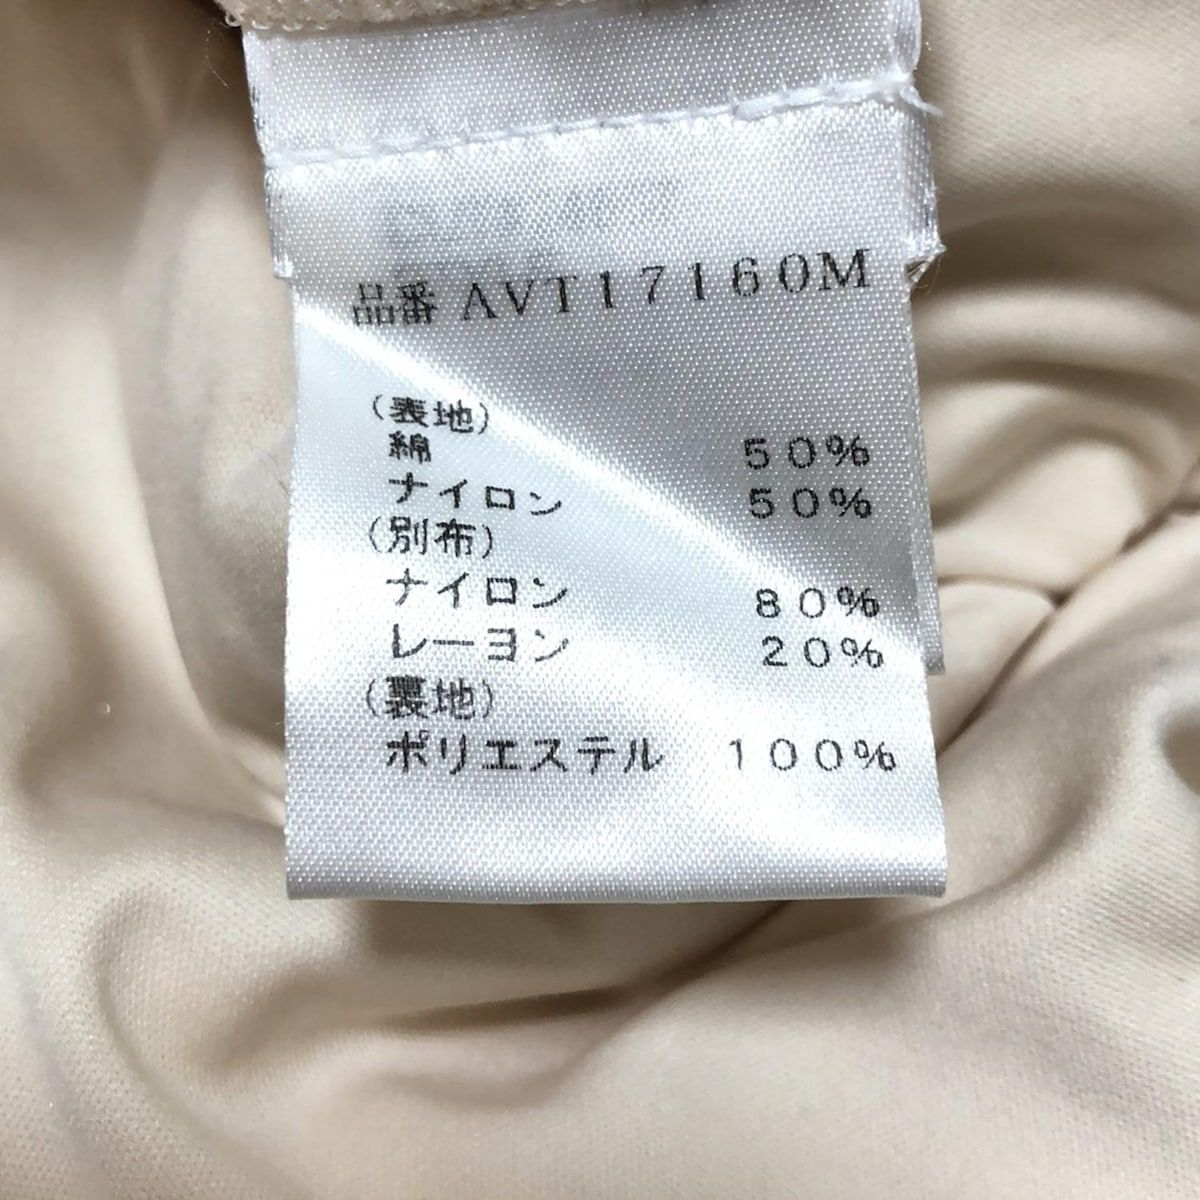 品番 AVT17160M
(表地)
綿 50%
ナイロン 50%
(別布)
ナイロン 80%
レーヨン 20%
(裏地)
ポリエステル 100%